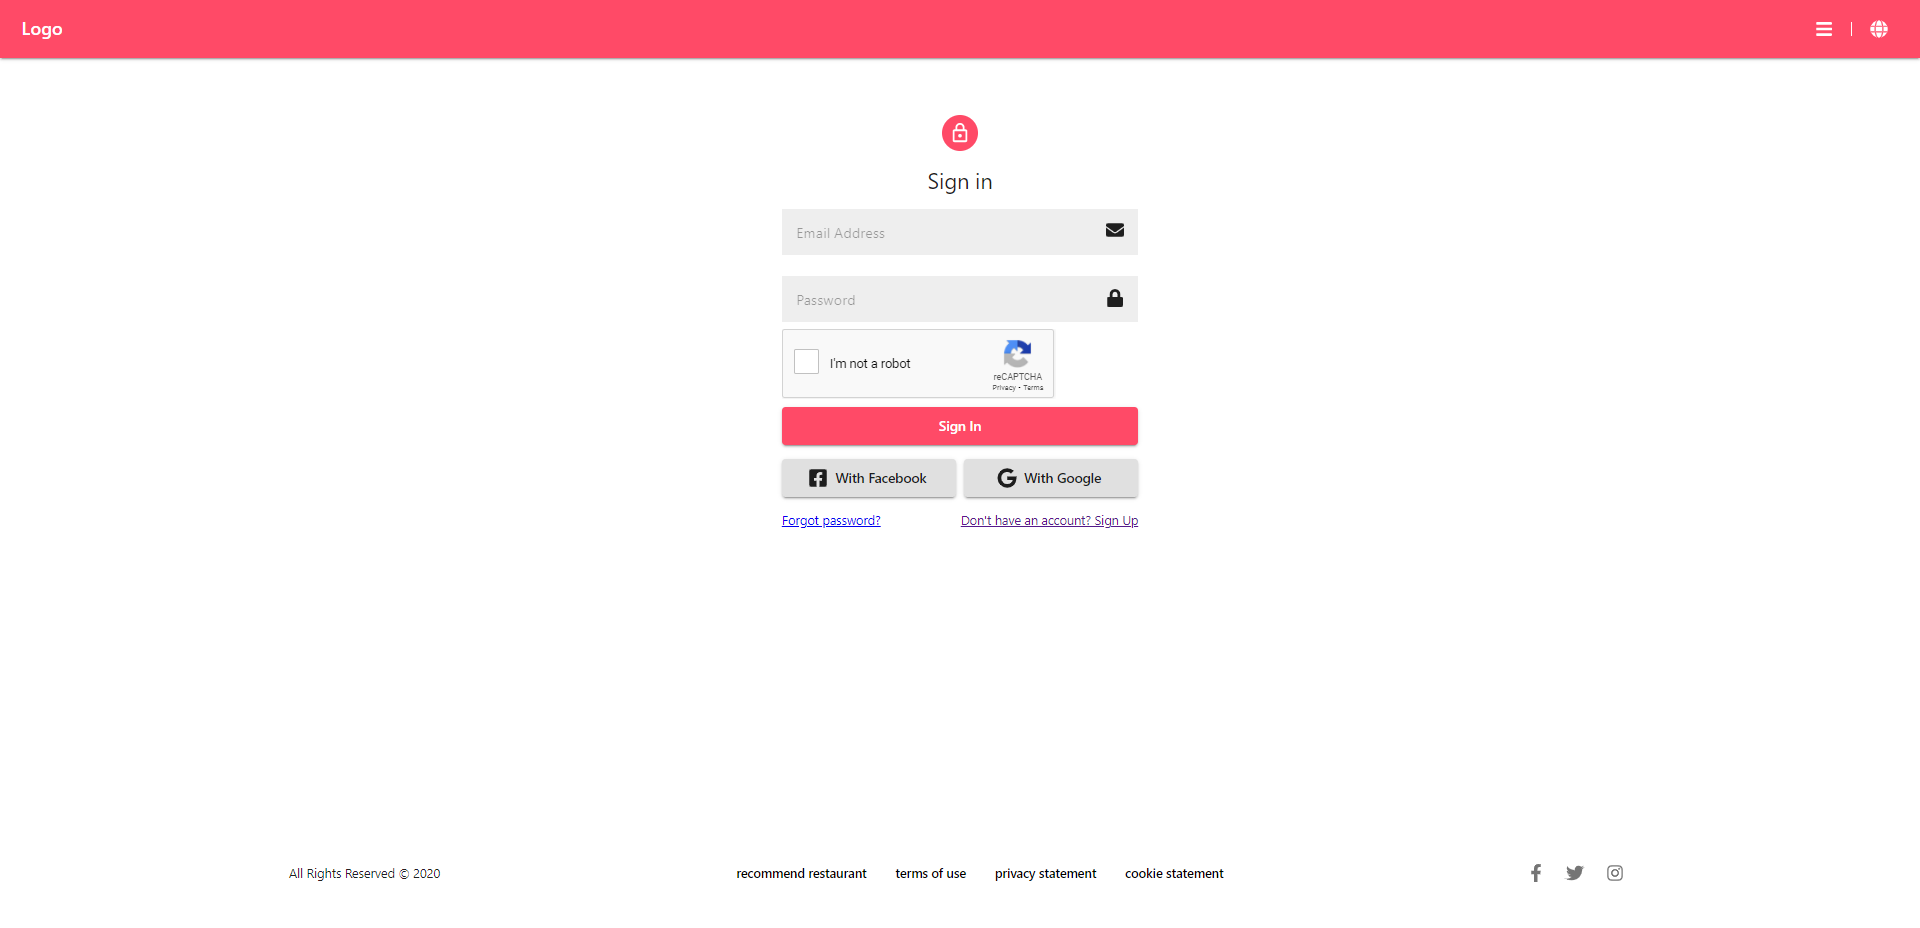 Logo
Sign in
Email Address
Password
I'm not a robot
reCAPTCHA
Privacy - Terms
Sign In
With Facebook
With Google
Forgot password?
Don't have an account? Sign Up
All Rights Reserved © 2020
recommend restaurant
terms of use
privacy statement
cookie statement